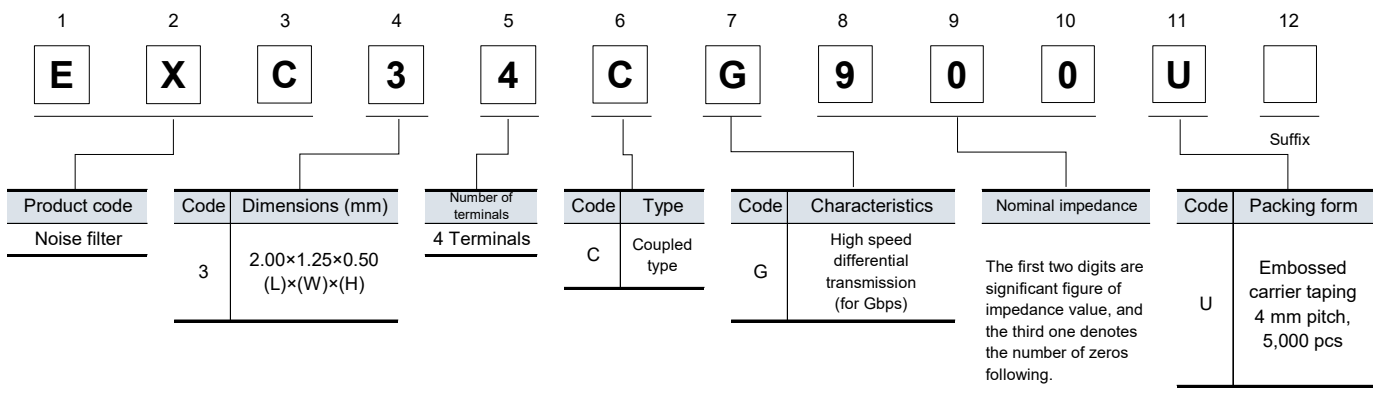 1 2 3 4 5 6 7 8 9 10 11 12
E X C 3 4 C G 9 0 0 U
Suffix
Product code
Noise filter
Code Dimensions (mm)
3
2.00×1.25×0.50
(L)×(W)×(H)
Number of
terminals
4 Terminals
Code Type
C
Coupled
type
Code Characteristics
G
High speed
differential
transmission
(for Gbps)
Nominal impedance
The first two digits are
significant figure of
impedance value, and
the third one denotes
the number of zeros
following.
Code Packing form
U
Embossed
carrier taping
4 mm pitch,
5,000 pcs